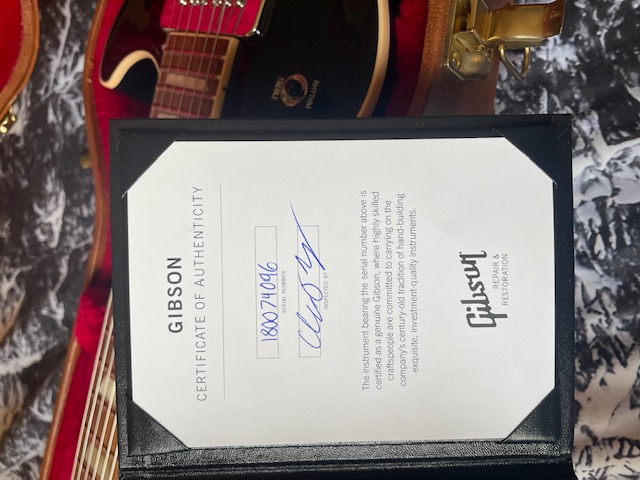 GIBSON
CERTIFICATE OF AUTHENTICITY
180074096
SERIAL NUMBER
INSPECTED BY
The instrument bearing the serial number above is
certified as a genuine Gibson, where highly skilled
craftspeople are committed to carrying on the
company's century-old tradition of hand-building
exquisite, investment-quality instruments.
Gibson
REPAIR &
RESTORATION
RHYTHM
TREBLE